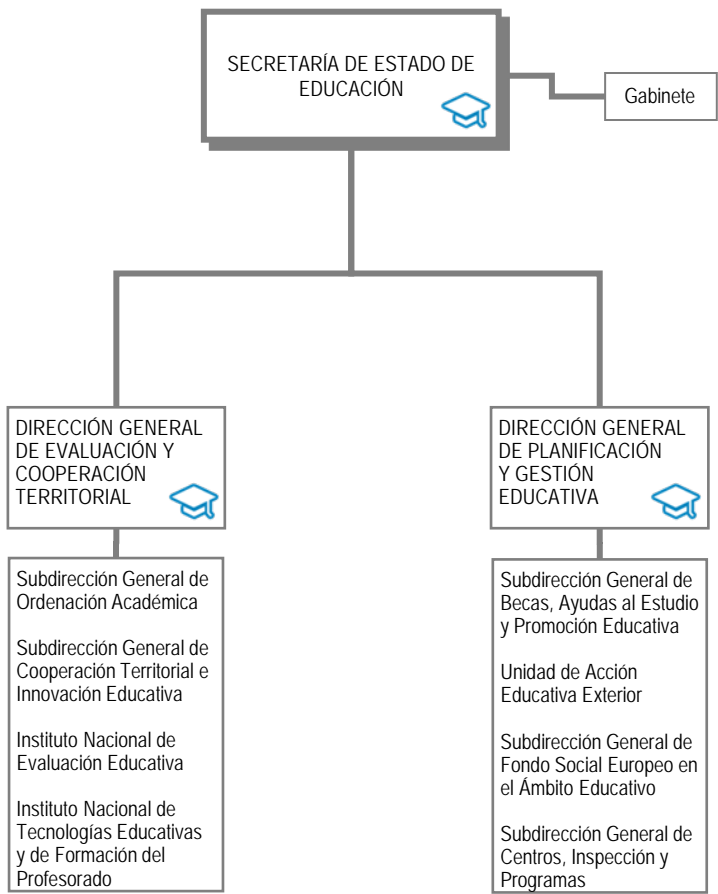 SECRETARÍA DE ESTADO DE
EDUCACIÓN
Gabinete
DIRECCIÓN GENERAL
DE EVALUACIÓN Y
COOPERACIÓN
TERRITORIAL
Subdirección General de
Ordenación Académica
Subdirección General de
Cooperación Territorial e
Innovación Educativa
Instituto Nacional de
Evaluación Educativa
Instituto Nacional de
Tecnologías Educativas
y de Formación del
Profesorado
DIRECCIÓN GENERAL
DE PLANIFICACIÓN
Y GESTIÓN
EDUCATIVA
Subdirección General de
Becas, Ayudas al Estudio
y Promoción Educativa
Unidad de Acción
Educativa Exterior
Subdirección General de
Fondo Social Europeo en
el Ámbito Educativo
Subdirección General de
Centros, Inspección y
Programas